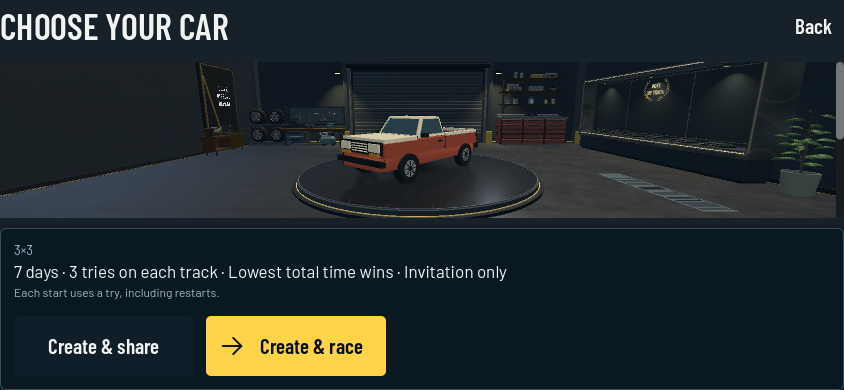 CHOOSE YOUR CAR
Back
3×3
7 days · 3 tries on each track · Lowest total time wins · Invitation only
Each start uses a try, including restarts.
Create & share
→ Create & race